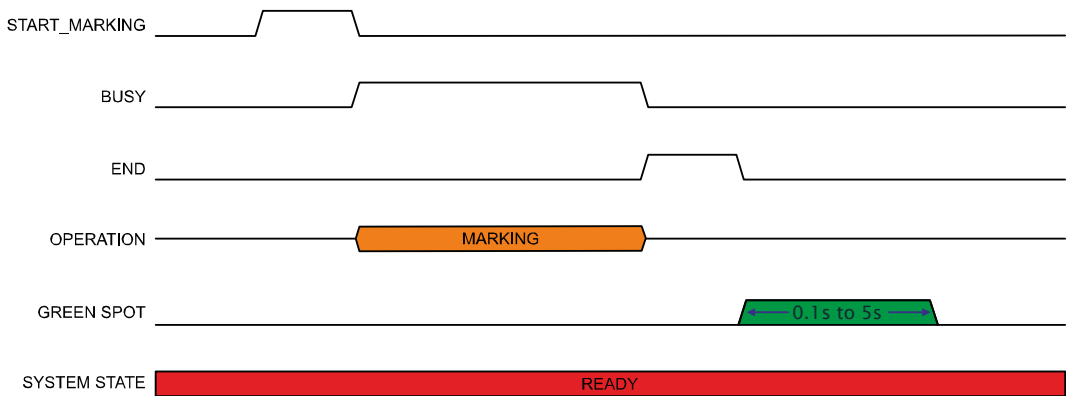 START_MARKING
BUSY
END
OPERATION
MARKING
GREEN SPOT
0.1s to 5s
SYSTEM STATE
READY